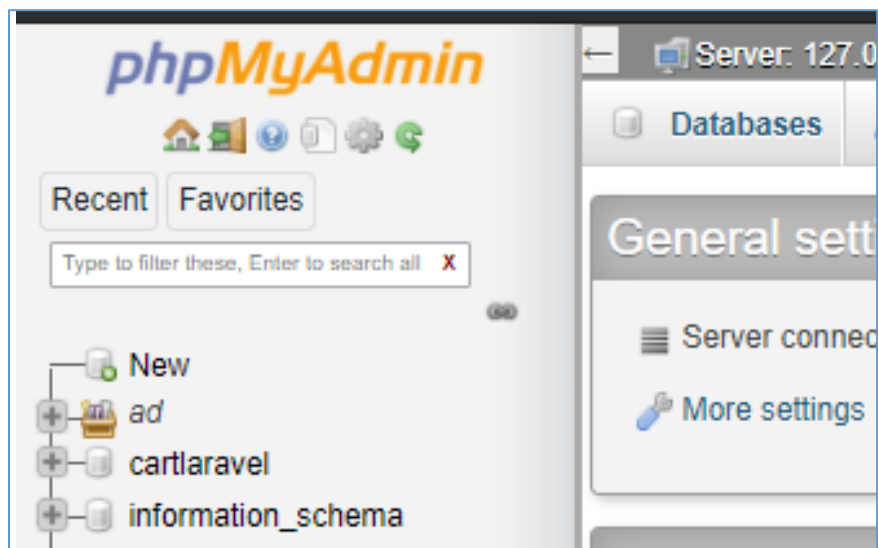 phpMyAdmin
Recent Favorites
Type to filter these, Enter to search all X
New
ad
cartlaravel
information_schema
Server: 127.0
Databases
General setti
Server connec
More settings